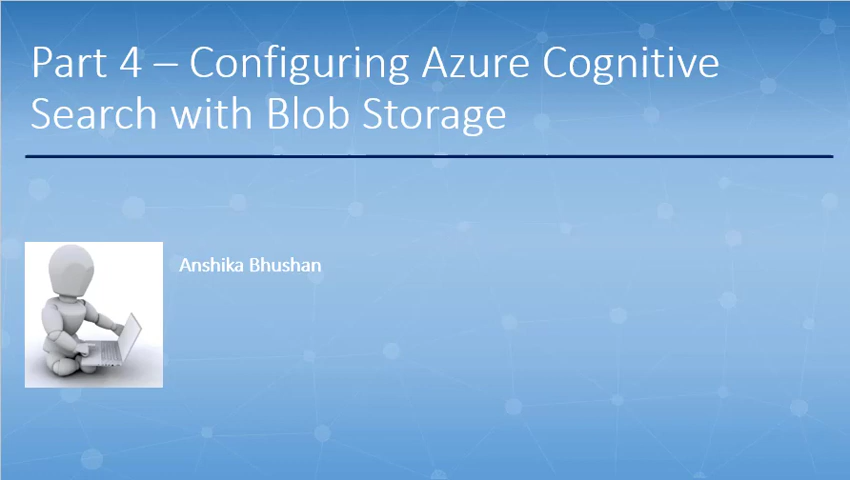 Part 4 – Configuring Azure Cognitive
Search with Blob Storage
Anshika Bhushan